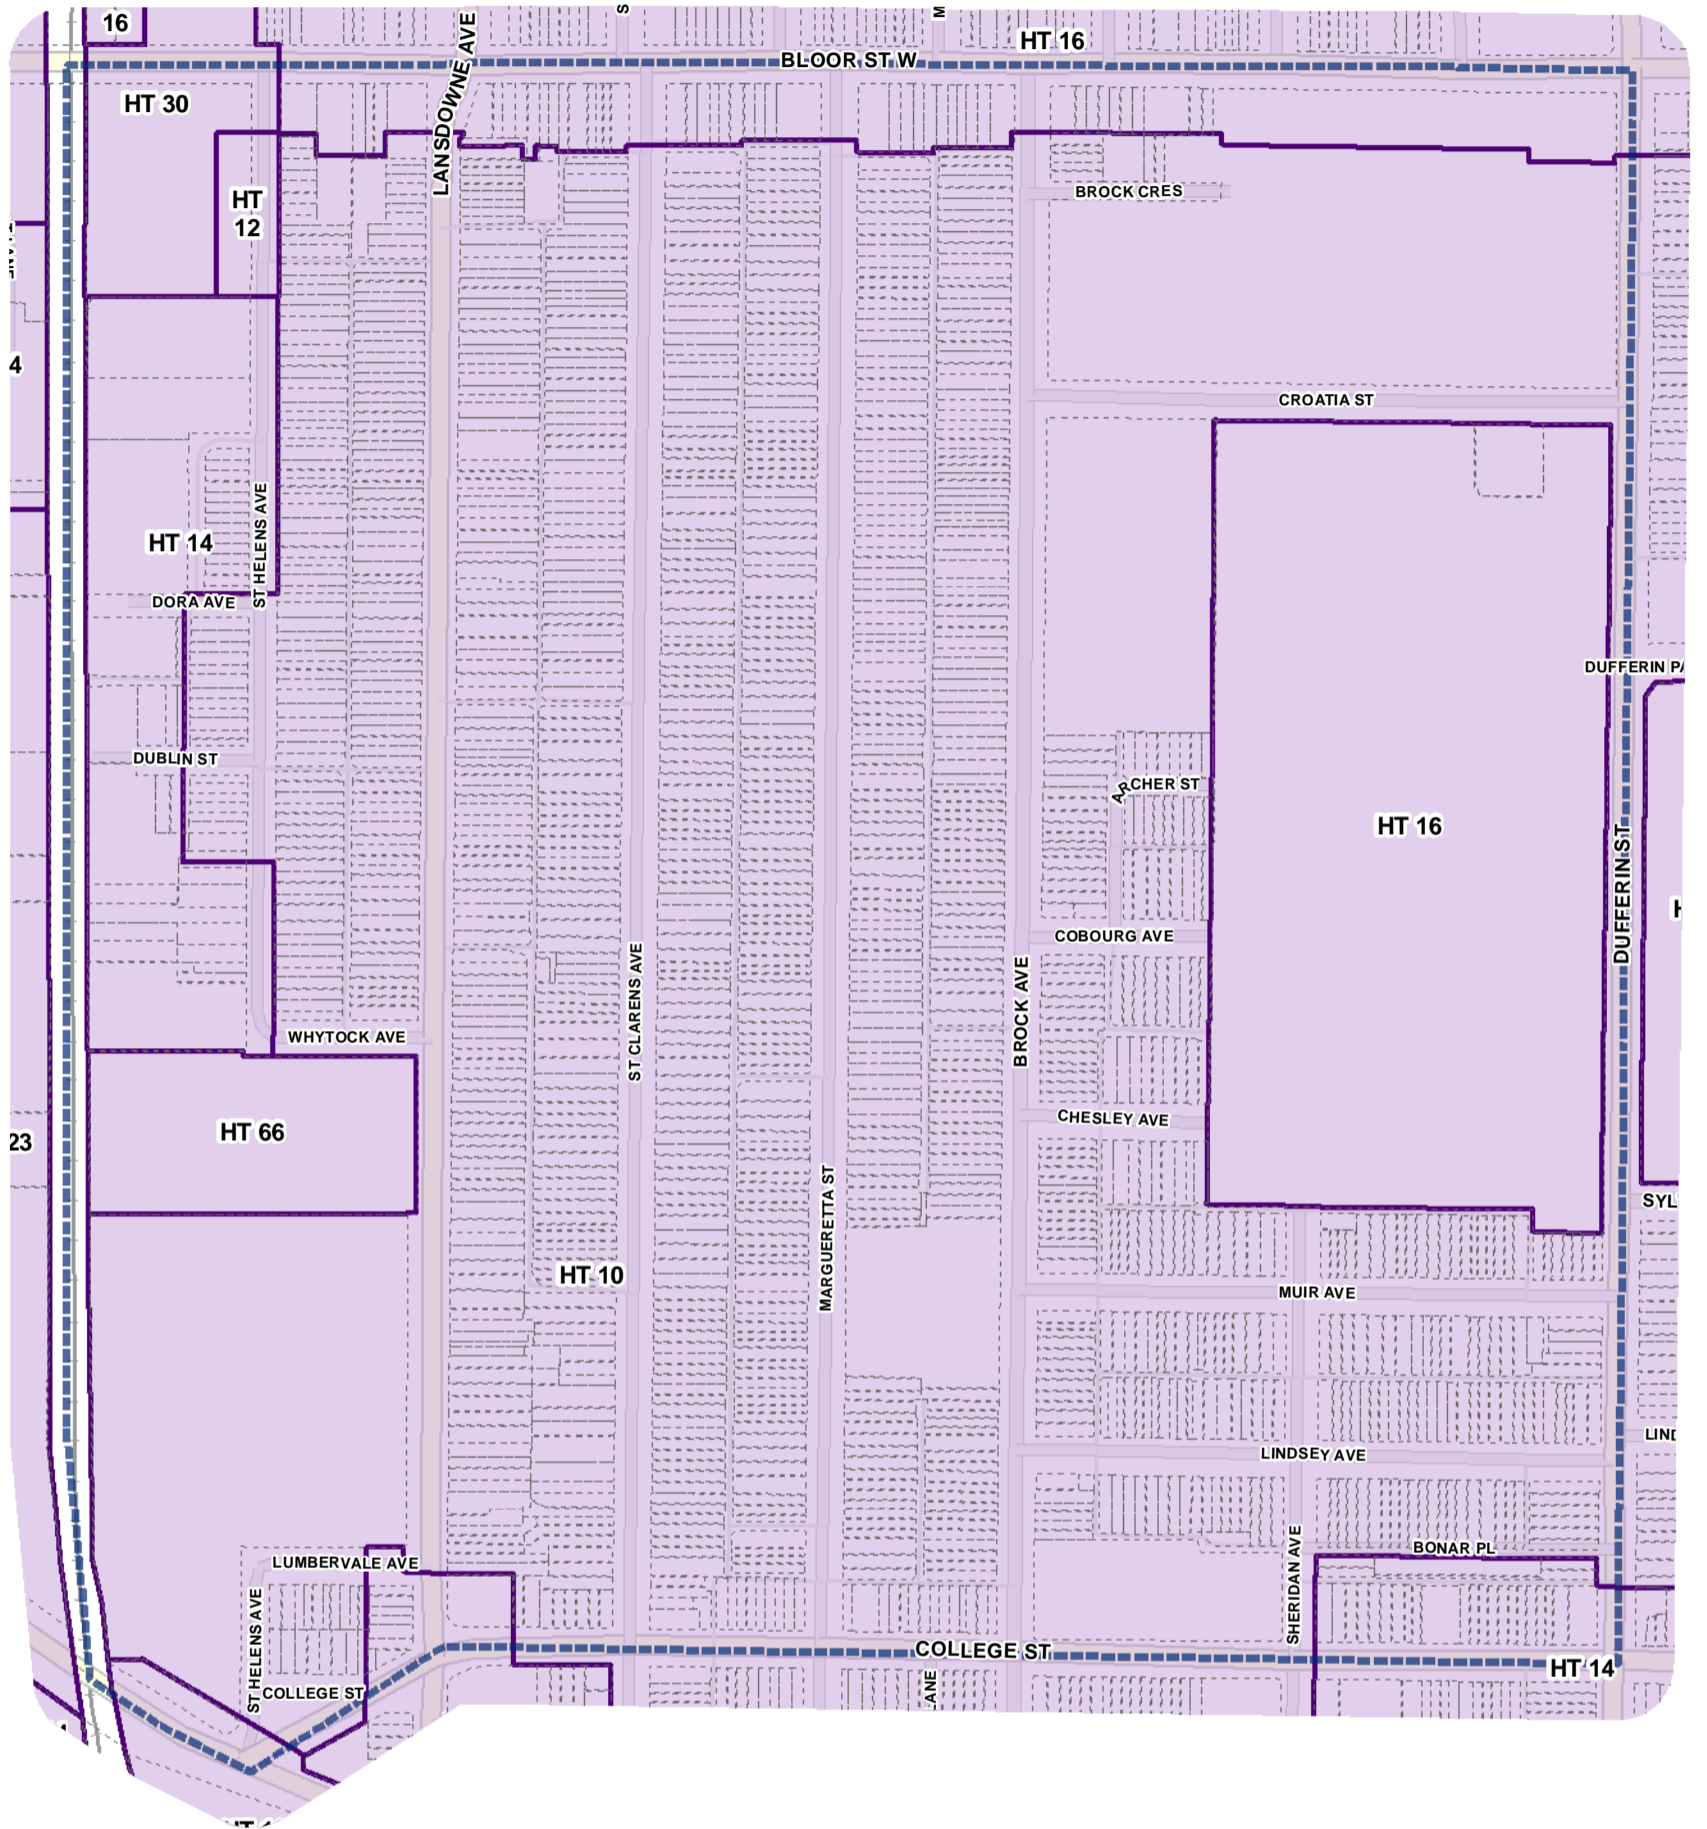 16
HT 16
BLOOR ST W
LANSDOWNE AVE
HT 30
HT
12
BROCK CRES
4
CROATIA ST
HT 14
ST HELENS AVE
DORA AVE
DUFFERIN PA
DUBLIN ST
ARCHER ST
HT 16
DUFFERIN ST
COBOURG AVE
ST CLARENS AVE
BROCK AVE
WHYTOCK AVE
CHESLEY AVE
HT 66
23
MARGUERETTA ST
SYL
HT 10
MUIR AVE
LIND
LINDSEY AVE
BONAR PL
LUMBERVALE AVE
SHERIDAN AVE
ST HELENS AVE
COLLEGE ST
HT 14
COLLEGE ST
LANE